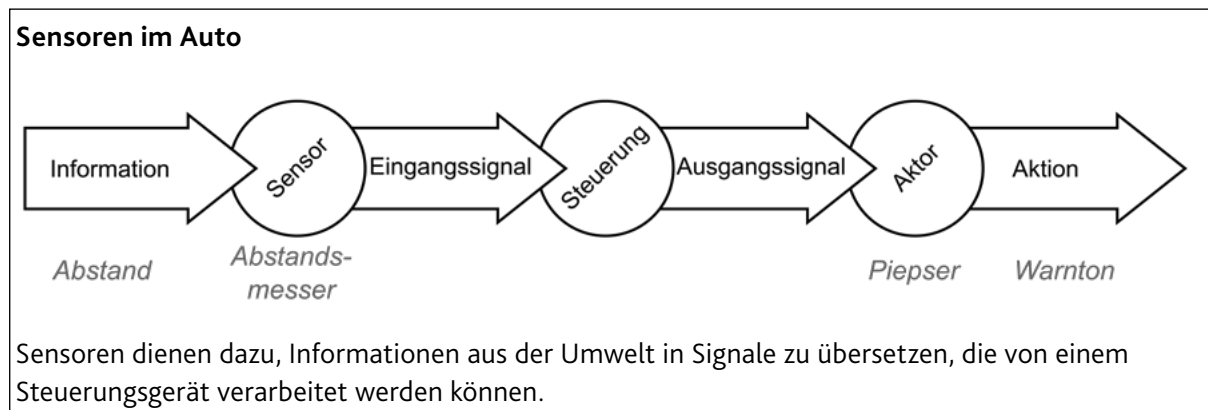 Sensoren im Auto
Information
Sensor
Eingangssignal
Steuerung
Ausgangssignal
Aktor
Aktion
Abstand
Abstands-
messer
Piepser
Warnton
Sensoren dienen dazu, Informationen aus der Umwelt in Signale zu übersetzen, die von einem
Steuerungsgerät verarbeitet werden können.